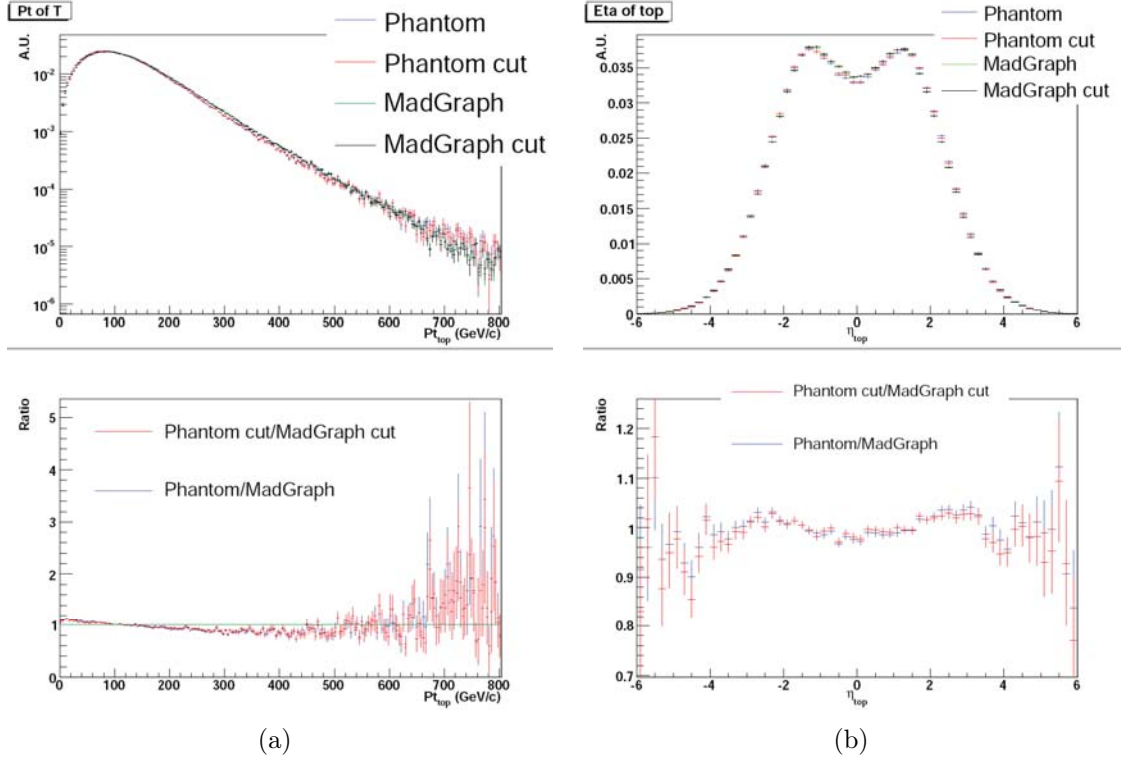 Pt of T
A.U.
Phantom
Phantom cut
MadGraph
MadGraph cut
10^-2
10^-3
10^-4
10^-5
10^-6
0 100 200 300 400 500 600 700 800
Pt_top (GeV/c)
Eta of top
A.U.
Phantom
Phantom cut
MadGraph
MadGraph cut
0.035
0.03
0.025
0.02
0.015
0.01
0.005
0
-6 -4 -2 0 2 4 6
η_top
Ratio
Phantom cut/MadGraph cut
Phantom/MadGraph
5
4
3
2
1
0
0 100 200 300 400 500 600 700 800
Pt_top (GeV/c)
Ratio
Phantom cut/MadGraph cut
Phantom/MadGraph
1.2
1.1
1
0.9
0.8
0.7
-6 -4 -2 0 2 4 6
η_top
(a)
(b)